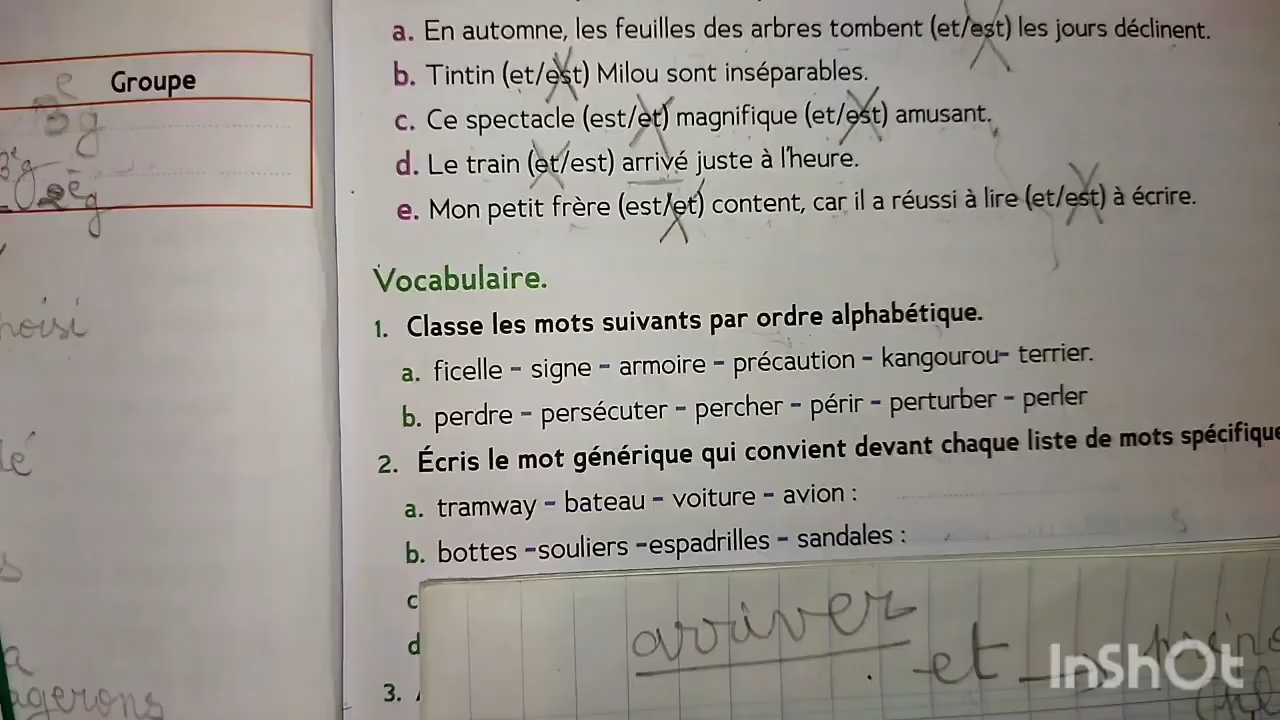 a. En automne, les feuilles des arbres tombent (et/est) les jours déclinent.
Groupe
b. Tintin (et/est) Milou sont inséparables.
3 e g
c. Ce spectacle (est/et) magnifique (et/est) amusant.
3e g
d. Le train (et/est) arrivé juste à l'heure.
e. Mon petit frère (est/et) content, car il a réussi à lire (et/est) à écrire.
Vocabulaire.
1. Classe les mots suivants par ordre alphabétique.
a. ficelle - signe - armoire - précaution - kangourou- terrier.
b. perdre - persécuter - percher - périr - perturber - perler
2. Écris le mot générique qui convient devant chaque liste de mots spécifique
a. tramway - bateau - voiture - avion :
b. bottes -souliers -espadrilles - sandales :
c
d
3.
arriver
et
InShOt